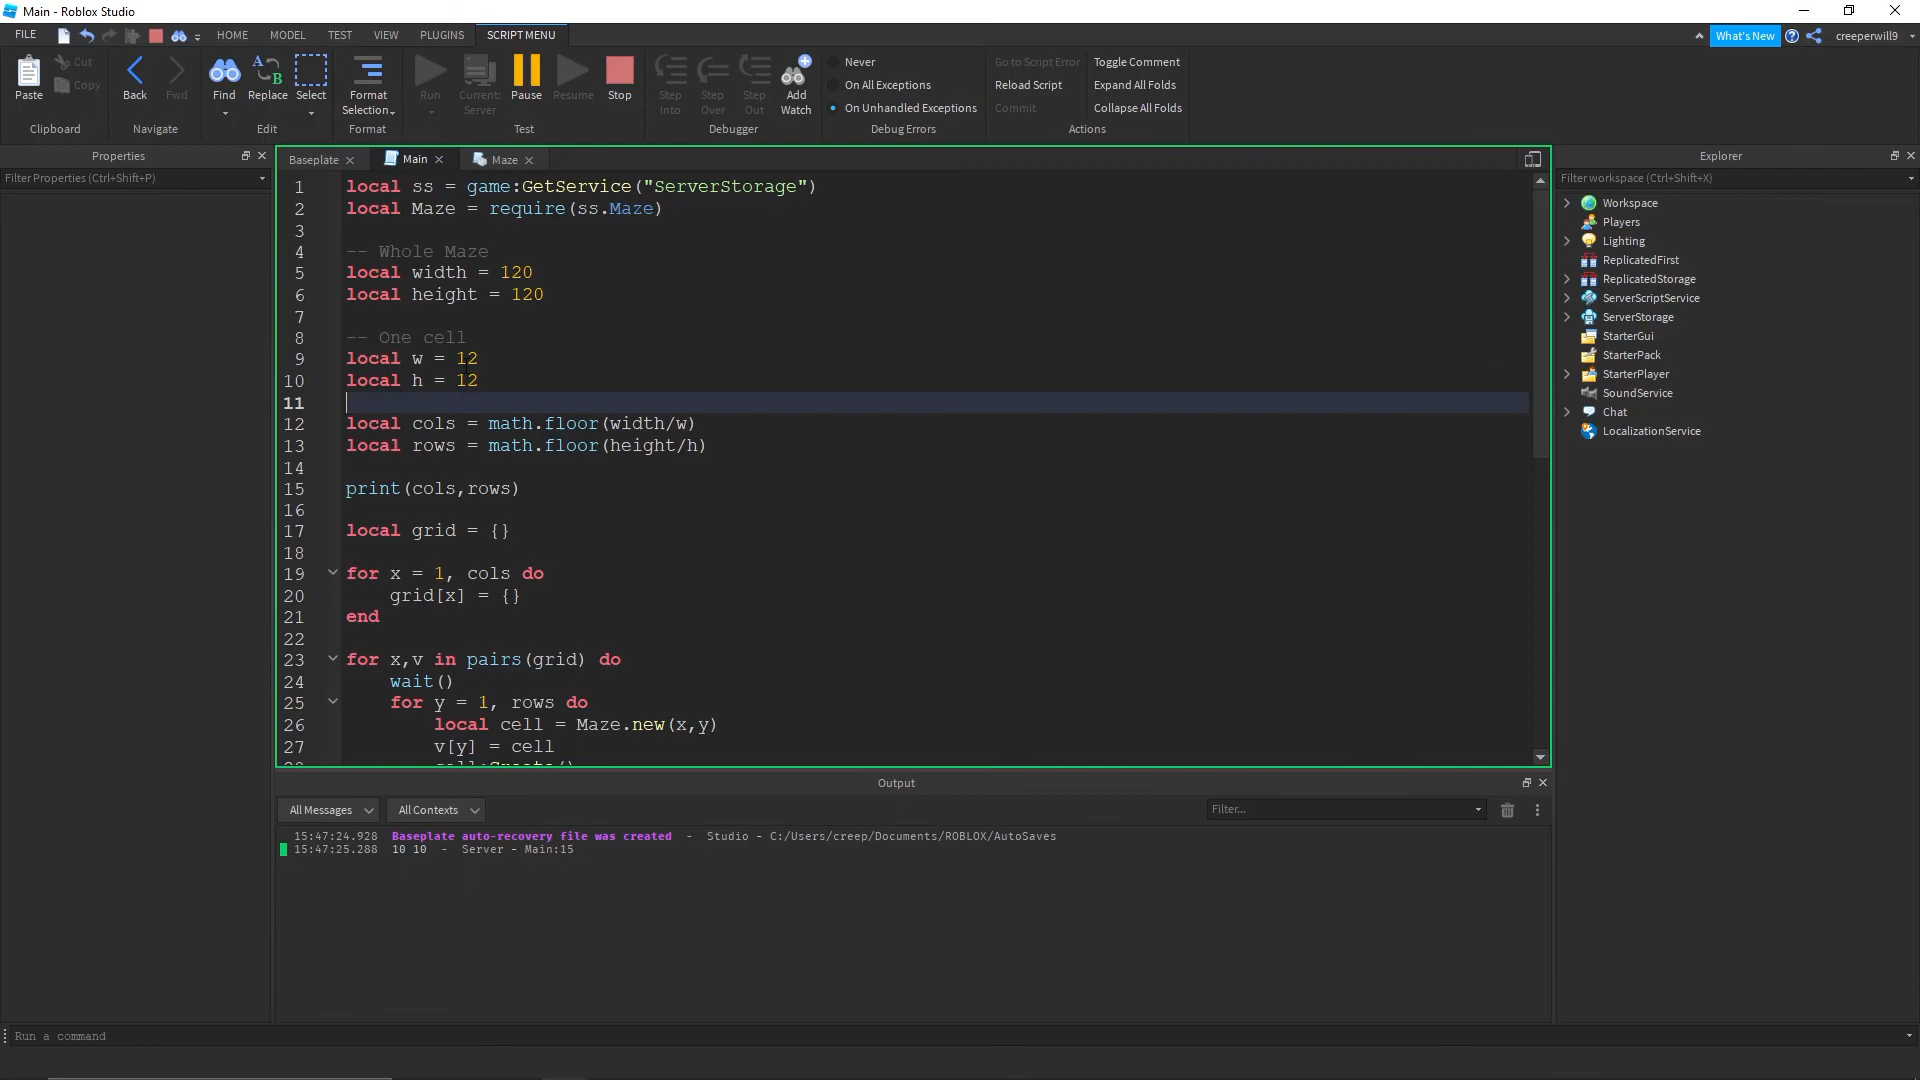 Main - Roblox Studio
FILE
HOME
MODEL
TEST
VIEW
PLUGINS
SCRIPT MENU
What's New
creeperwill9
Paste
Cut
Copy
Clipboard
Back
Fwd
Navigate
Find
Replace
Select
Edit
Format
Selection
Format
Run
Current:
Server
Pause
Resume
Stop
Test
Step
Into
Step
Over
Step
Out
Add
Watch
Debugger
Never
On All Exceptions
On Unhandled Exceptions
Debug Errors
Go to Script Error
Reload Script
Commit
Toggle Comment
Expand All Folds
Collapse All Folds
Actions
Properties
Filter Properties (Ctrl+Shift+P)
Baseplate
Main
Maze
1 local ss = game:GetService("ServerStorage")
2 local Maze = require(ss.Maze)
3
4 -- Whole Maze
5 local width = 120
6 local height = 120
7
8 -- One cell
9 local w = 12
10 local h = 12
11
12 local cols = math.floor(width/w)
13 local rows = math.floor(height/h)
14
15 print(cols,rows)
16
17 local grid = {}
18
19 for x = 1, cols do
20 grid[x] = {}
21 end
22
23 for x,v in pairs(grid) do
24 wait()
25 for y = 1, rows do
26 local cell = Maze.new(x,y)
27 v[y] = cell
28 cell:Create()
Explorer
Filter workspace (Ctrl+Shift+X)
Workspace
Players
Lighting
ReplicatedFirst
ReplicatedStorage
ServerScriptService
ServerStorage
StarterGui
StarterPack
StarterPlayer
SoundService
Chat
LocalizationService
Output
All Messages
All Contexts
Filter...
15:47:24.928 Baseplate auto-recovery file was created - Studio - C:/Users/creep/Documents/ROBLOX/AutoSaves
15:47:25.288 10 10 - Server - Main:15
Run a command